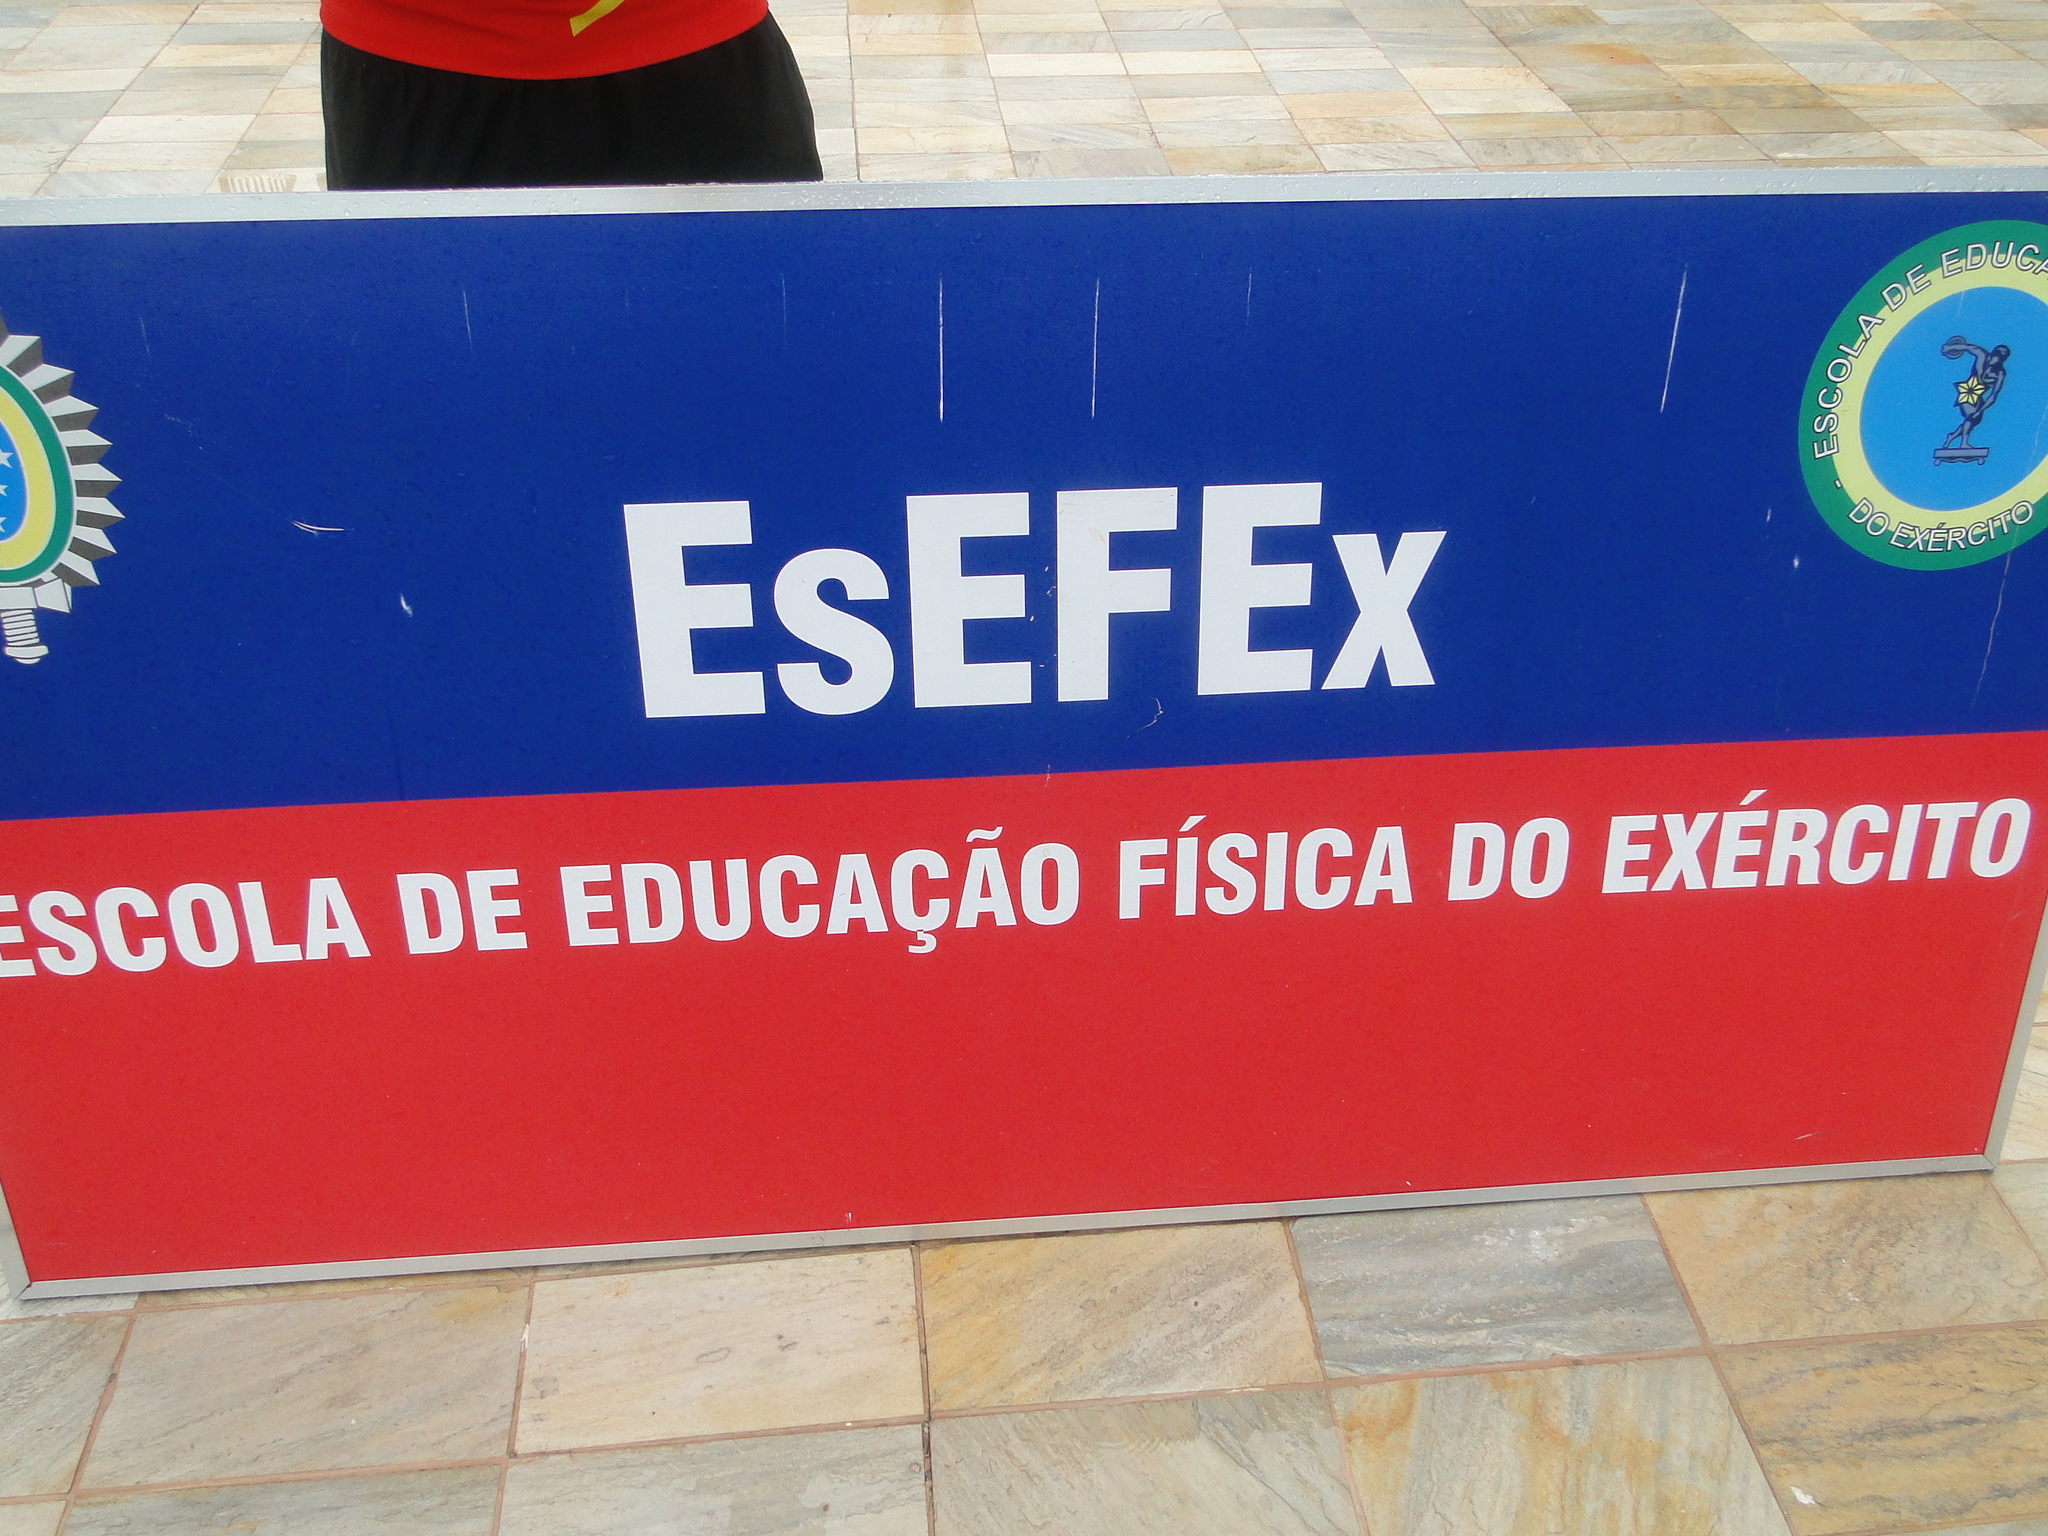 ESCOLA DE EDUCA
- DO EXÉRCITO
EsEFEx
ESCOLA DE EDUCAÇÃO FÍSICA DO EXÉRCITO